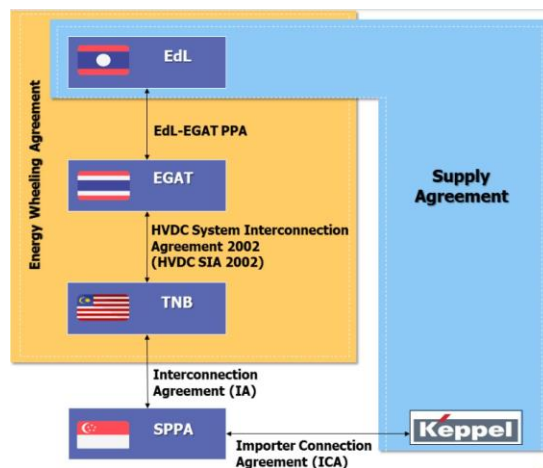 EdL
Energy Wheeling Agreement
EdL-EGAT PPA
EGAT
Supply
Agreement
HVDC System Interconnection
Agreement 2002
(HVDC SIA 2002)
TNB
Interconnection
Agreement (IA)
SPPA
Keppel
Importer Connection
Agreement (ICA)